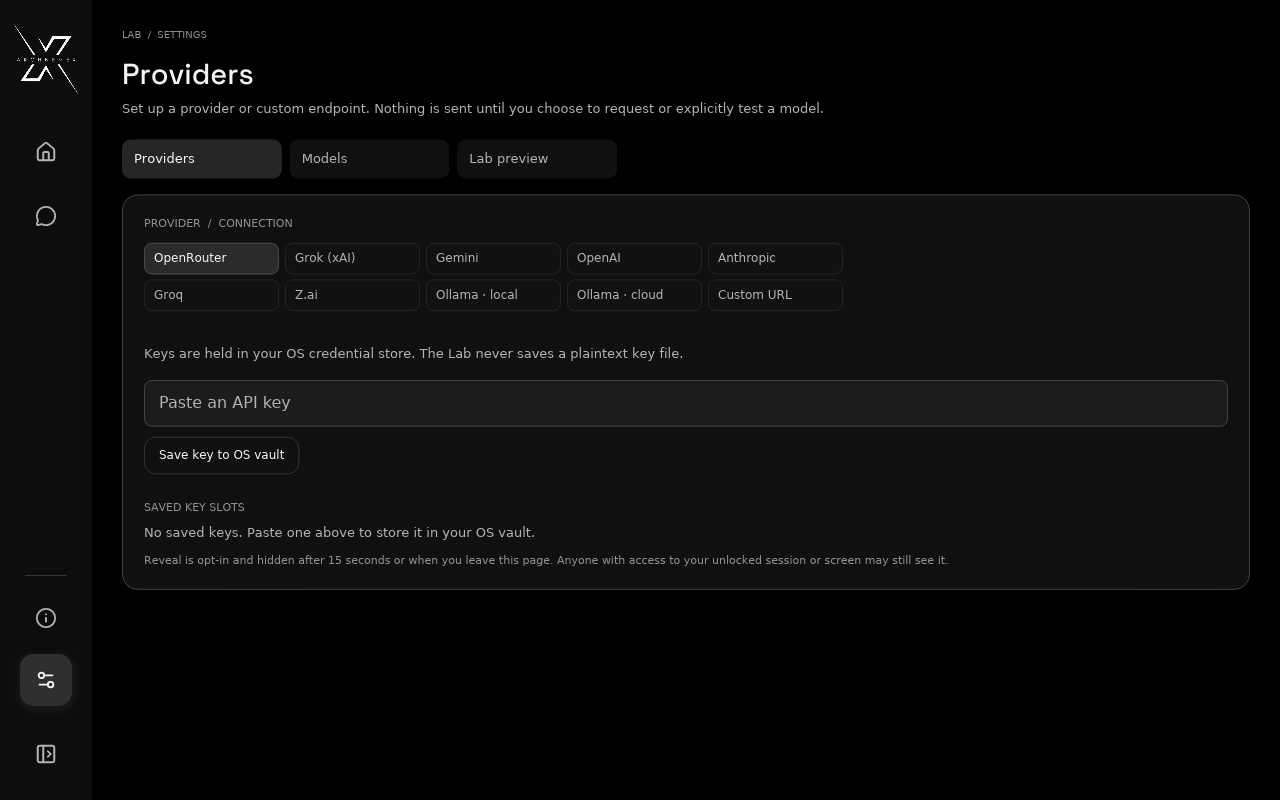 LAB / SETTINGS
Providers
Set up a provider or custom endpoint. Nothing is sent until you choose to request or explicitly test a model.
Providers
Models
Lab preview
PROVIDER / CONNECTION
OpenRouter
Grok (xAI)
Gemini
OpenAI
Anthropic
Groq
Z.ai
Ollama · local
Ollama · cloud
Custom URL
Keys are held in your OS credential store. The Lab never saves a plaintext key file.
Paste an API key
Save key to OS vault
SAVED KEY SLOTS
No saved keys. Paste one above to store it in your OS vault.
Reveal is opt-in and hidden after 15 seconds or when you leave this page. Anyone with access to your unlocked session or screen may still see it.